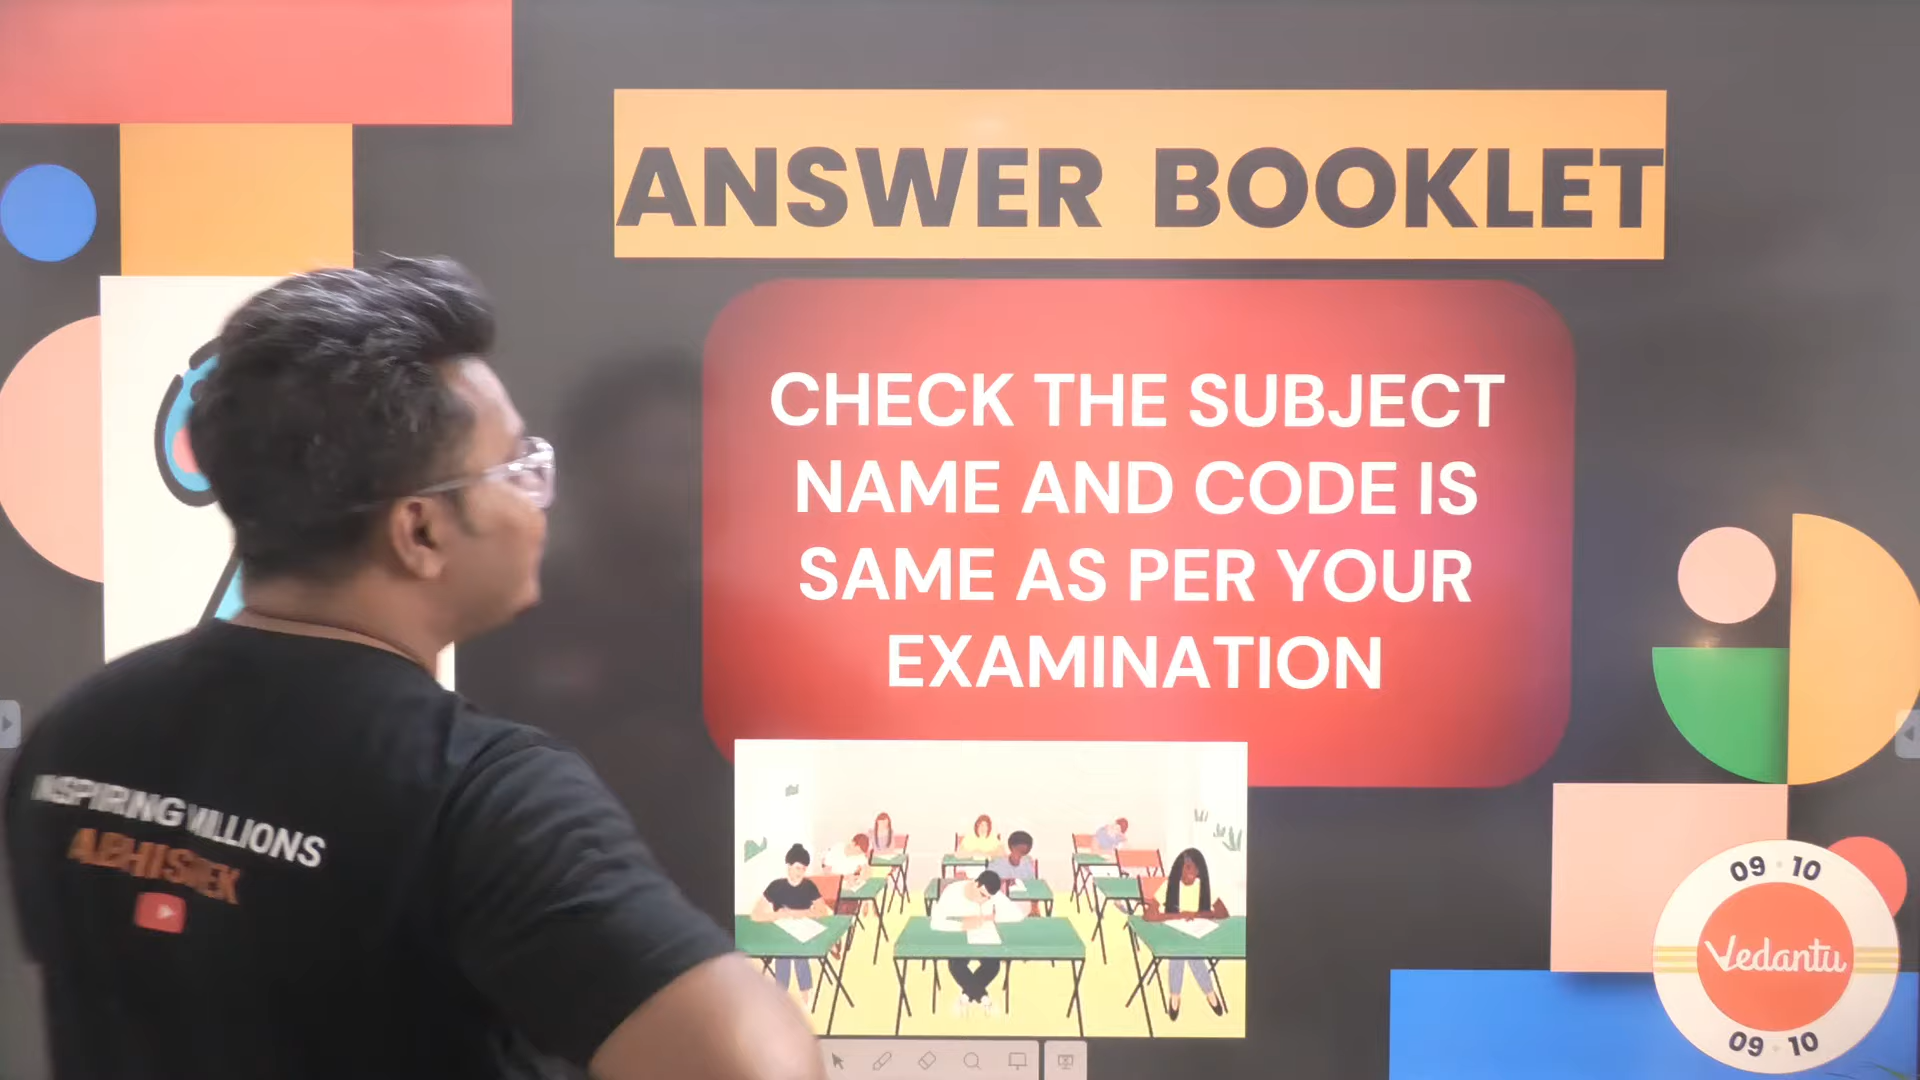 ANSWER BOOKLET
CHECK THE SUBJECT
NAME AND CODE IS
SAME AS PER YOUR
EXAMINATION
INSPIRING MILLIONS
ABHISHEK
09 10
Vedantu
09 10